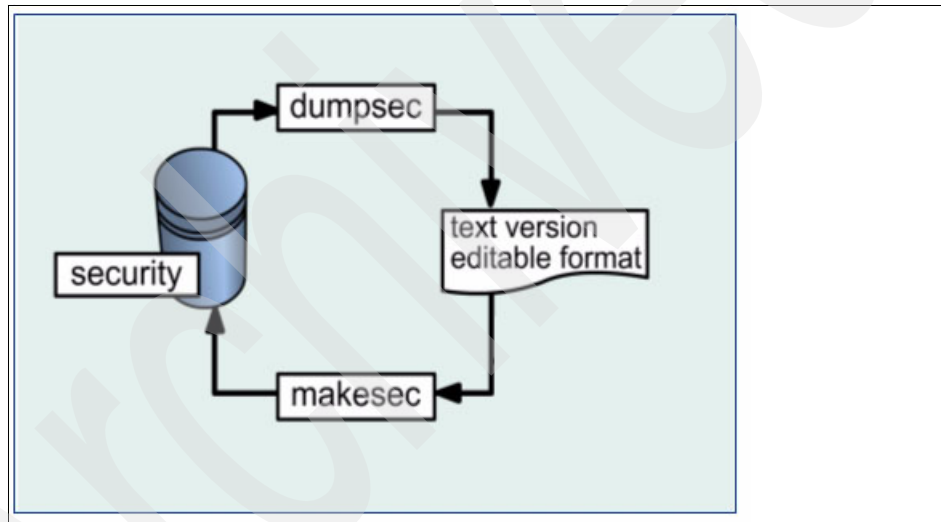 dumpsec
text version
editable format
security
makesec